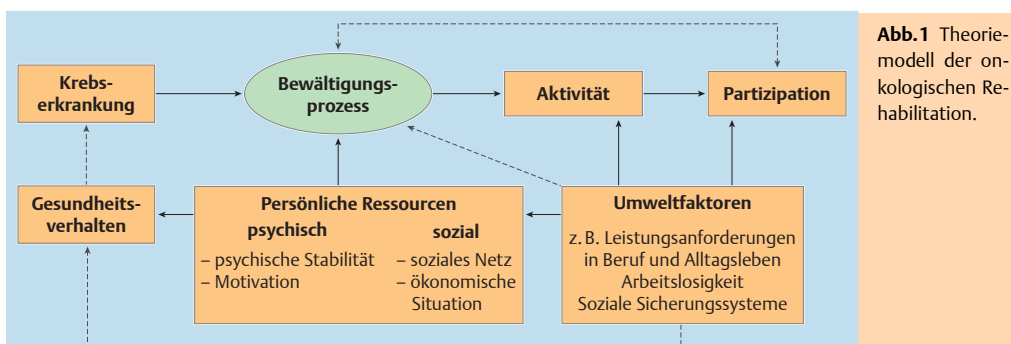 Krebs-
erkrankung
Bewältigungs-
prozess
Aktivität
Partizipation
Gesundheits-
verhalten
Persönliche Ressourcen
psychisch
– psychische Stabilität
– Motivation
sozial
– soziales Netz
– ökonomische
Situation
Umweltfaktoren
z. B. Leistungsanforderungen
in Beruf und Alltagsleben
Arbeitslosigkeit
Soziale Sicherungssysteme
Abb.1 Theorie-
modell der on-
kologischen Re-
habilitation.